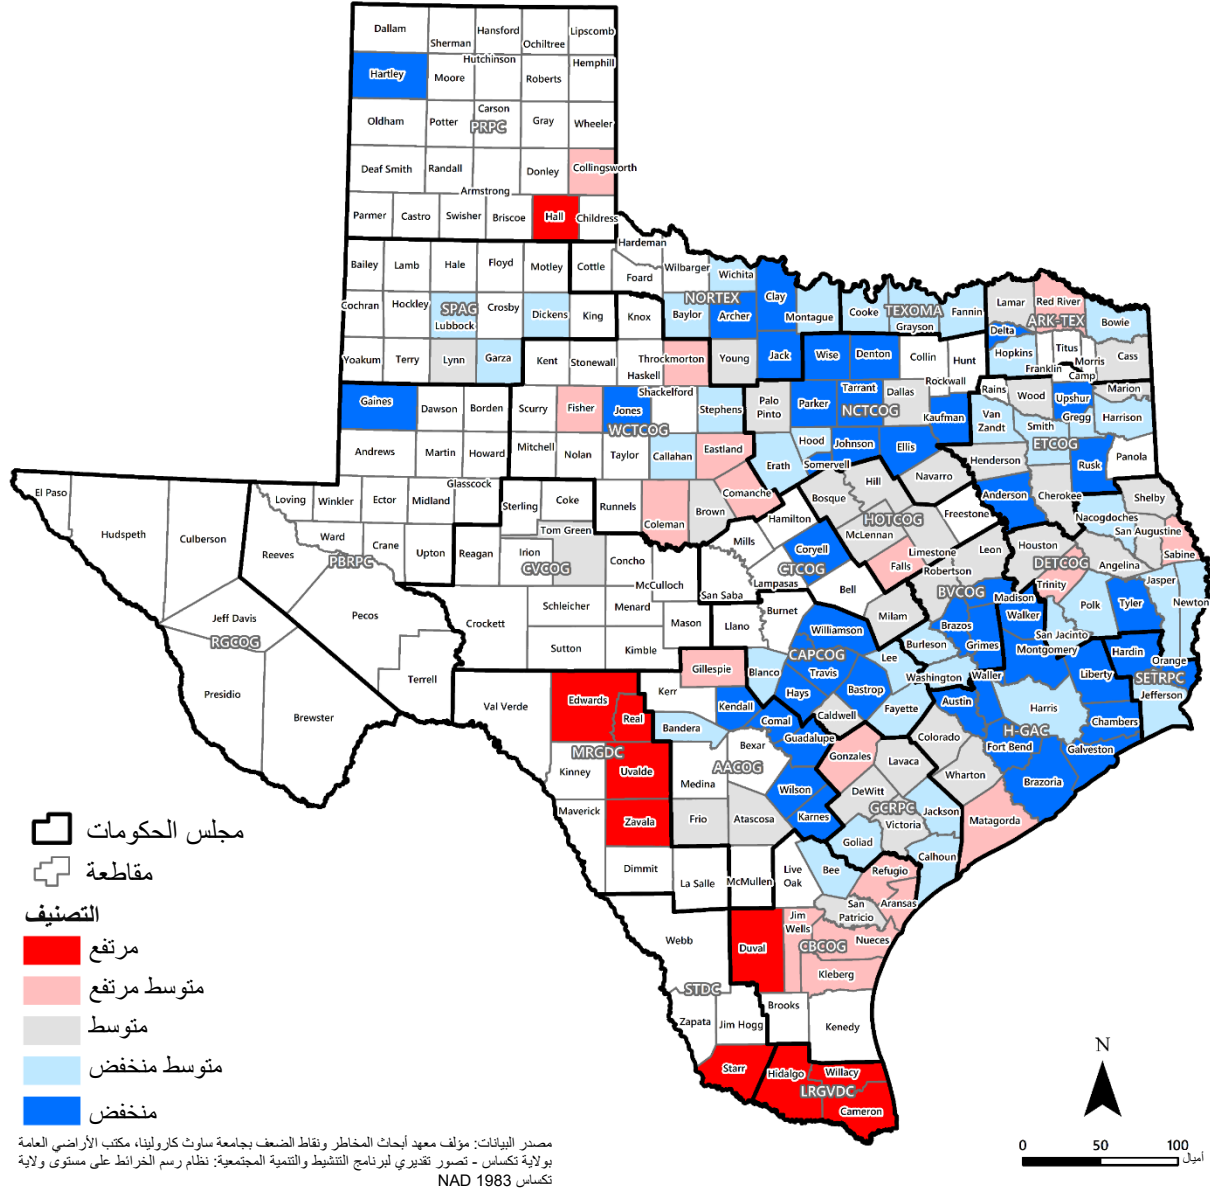 Dallam
Sherman
Hansford
Ochiltree
Lipscomb
Hartley
Moore
Hutchinson
Roberts
Hemphill
Oldham
Potter
Carson
PRPC
Gray
Wheeler
Deaf Smith
Randall
Armstrong
Donley
Collingsworth
Parmer
Castro
Swisher
Briscoe
Hall
Childress
Bailey
Lamb
Hale
Floyd
Motley
Cottle
Hardeman
Foard
Wilbarger
Wichita
Clay
Cochran
Hockley
SPAG
Lubbock
Crosby
Dickens
King
Knox
NORTEX
Baylor
Archer
Montague
Cooke
TEXOMA
Grayson
Fannin
Lamar
Red River
ARK-TEX
Bowie
Delta
Yoakum
Terry
Lynn
Garza
Kent
Stonewall
Haskell
Throckmorton
Young
Jack
Wise
Denton
Collin
Hunt
Hopkins
Franklin
Titus
Morris
Cass
Camp
Gaines
Dawson
Borden
Scurry
Fisher
Jones
Shackelford
Stephens
Palo
Pinto
Parker
Tarrant
NCTCOG
Dallas
Rockwall
Kaufman
Rains
Wood
Upshur
Marion
Gregg
Harrison
Van
Zandt
Smith
ETCOG
WCTCOG
Andrews
Martin
Howard
Mitchell
Nolan
Taylor
Callahan
Eastland
Erath
Hood
Somervell
Johnson
Ellis
Henderson
Rusk
Panola
El Paso
Hudspeth
Culberson
Loving
Winkler
Ector
Midland
Glasscock
Sterling
Coke
Runnels
Coleman
Brown
Comanche
Hamilton
Bosque
Hill
Navarro
Anderson
Cherokee
Shelby
Nacogdoches
San Augustine
Sabine
Reeves
Ward
Crane
Upton
Reagan
PBRPC
Tom Green
Irion
CVCOG
Concho
McCulloch
San Saba
Mills
Lampasas
Coryell
CTCOG
Bell
HOTCOG
McLennan
Falls
Limestone
Freestone
Leon
Robertson
Houston
DETCOG
Trinity
Angelina
Jasper
Newton
Jeff Davis
RGCOG
Pecos
Terrell
Crockett
Schleicher
Menard
Mason
Sutton
Kimble
Llano
Burnet
Williamson
Milam
BVCOG
Brazos
Madison
Walker
Grimes
Polk
Tyler
San Jacinto
Hardin
Orange
SETRPC
Jefferson
Presidio
Brewster
Val Verde
Edwards
Real
Kerr
Gillespie
Blanco
CAPCOG
Travis
Hays
Bastrop
Lee
Burleson
Washington
Waller
Montgomery
Liberty
Kendall
Bandera
Comal
Guadalupe
Caldwell
Fayette
Austin
Harris
Chambers
H-GAC
Fort Bend
Galveston
Brazoria
Colorado
Wharton
MRGDC
Kinney
Uvalde
Medina
Bexar
AACOG
Wilson
Gonzales
Lavaca
Matagorda
Maverick
Zavala
Frio
Atascosa
Karnes
DeWitt
GCRPC
Victoria
Jackson
Goliad
Calhoun
Dimmit
La Salle
McMullen
Live
Oak
Bee
Refugio
Aransas
San
Patricio
Webb
Duval
Jim
Wells
CBCOG
Nueces
Kleberg
STDC
Zapata
Jim Hogg
Brooks
Kenedy
Starr
Hidalgo
Willacy
LRGVDC
Cameron
مجلس الحكومات
مقاطعة
التصنيف
مرتفع
متوسط مرتفع
متوسط
متوسط منخفض
منخفض
مصدر البيانات: مؤلف معهد أبحاث المخاطر ونقاط الضعف بجامعة ساوث كارولينا، مكتب الأراضي العامة
بولاية تكساس - تصور تقديري لبرنامج التنشيط والتنمية المجتمعية: نظام رسم الخرائط على مستوى ولاية
تكساس NAD 1983
N
0 50 100
أميال